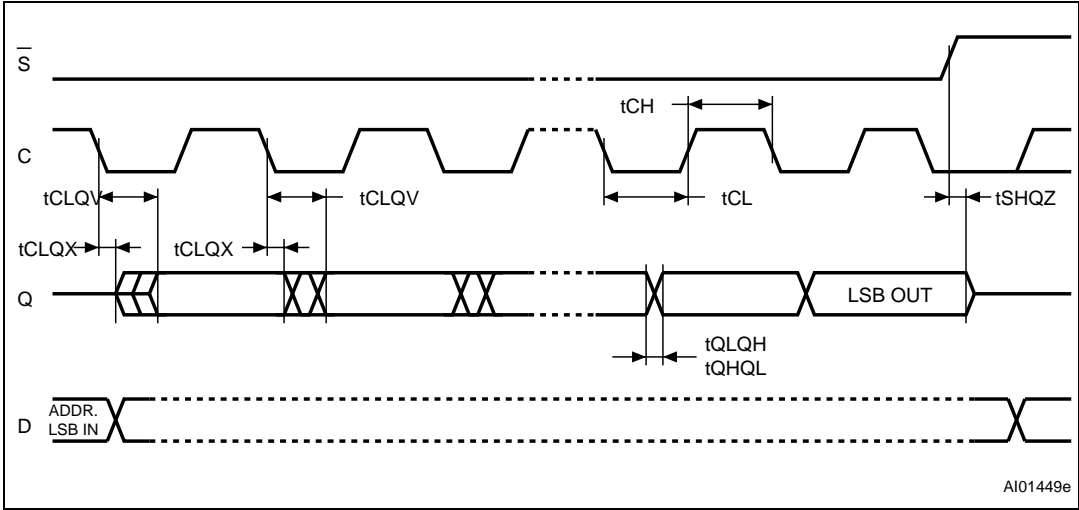 S
tCH
C
tCLQV
tCLQV
tCL
tSHQZ
tCLQX
tCLQX
Q
LSB OUT
tQLQH
tQHQL
D
ADDR.
LSB IN
AI01449e